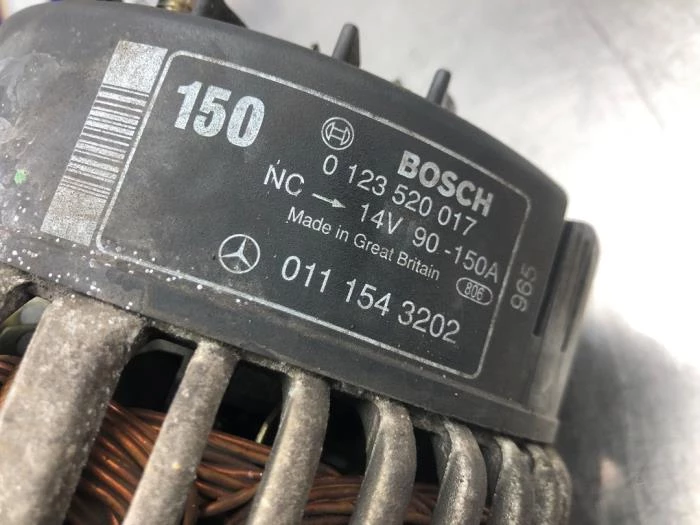 150
BOSCH
0 123 520 017
NC → 14V 90-150A
Made in Great Britain
806
011 154 3202
965